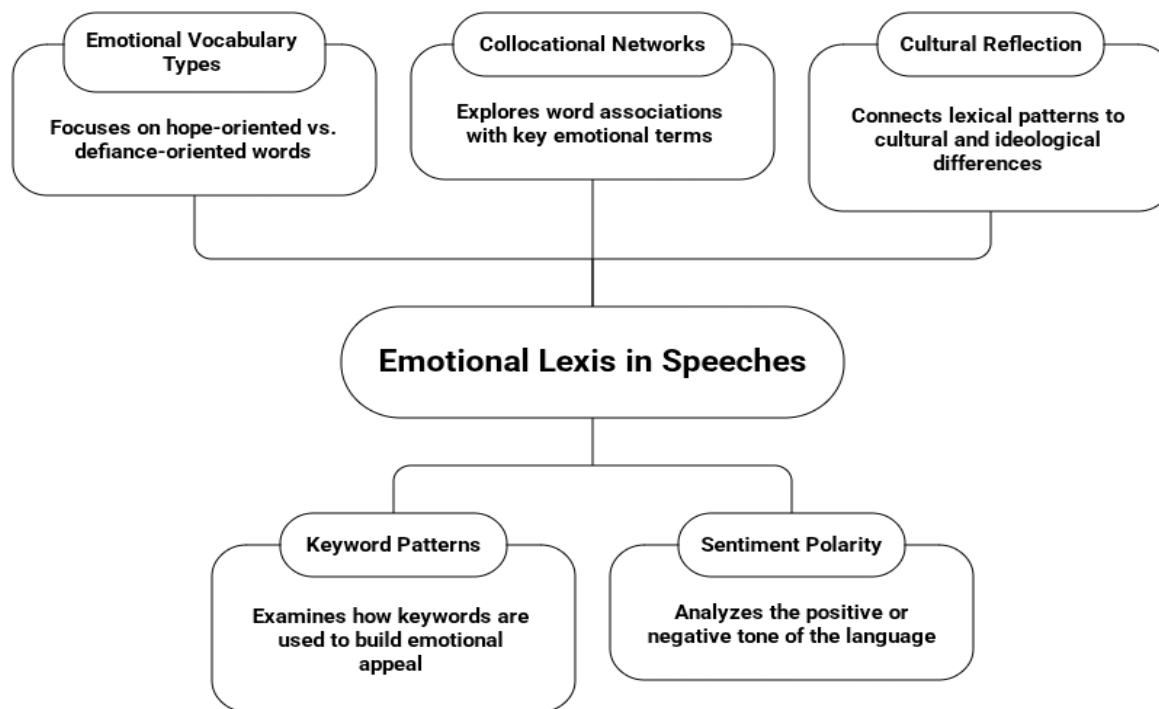 Emotional Vocabulary
Types
Focuses on hope-oriented vs.
defiance-oriented words
Collocational Networks
Explores word associations
with key emotional terms
Cultural Reflection
Connects lexical patterns to
cultural and ideological
differences
Emotional Lexis in Speeches
Keyword Patterns
Examines how keywords are
used to build emotional
appeal
Sentiment Polarity
Analyzes the positive or
negative tone of the language